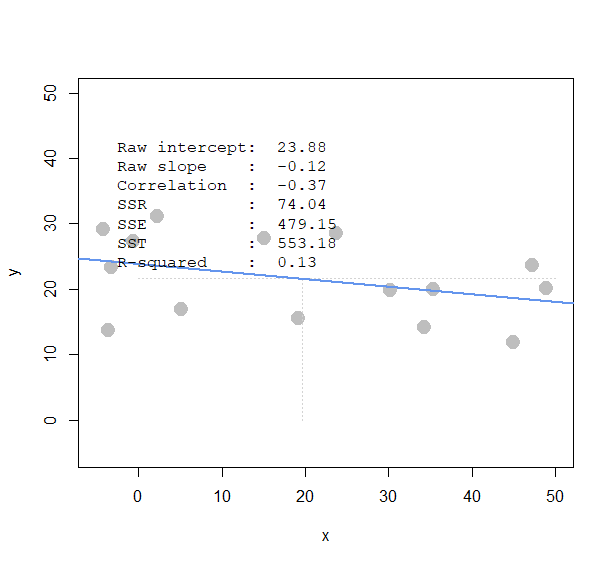 50
40
30
20
10
0
y
Raw intercept: 23.88
Raw slope : -0.12
Correlation : -0.37
SSR : 74.04
SSE : 479.15
SST : 553.18
R-squared : 0.13
0 10 20 30 40 50
x